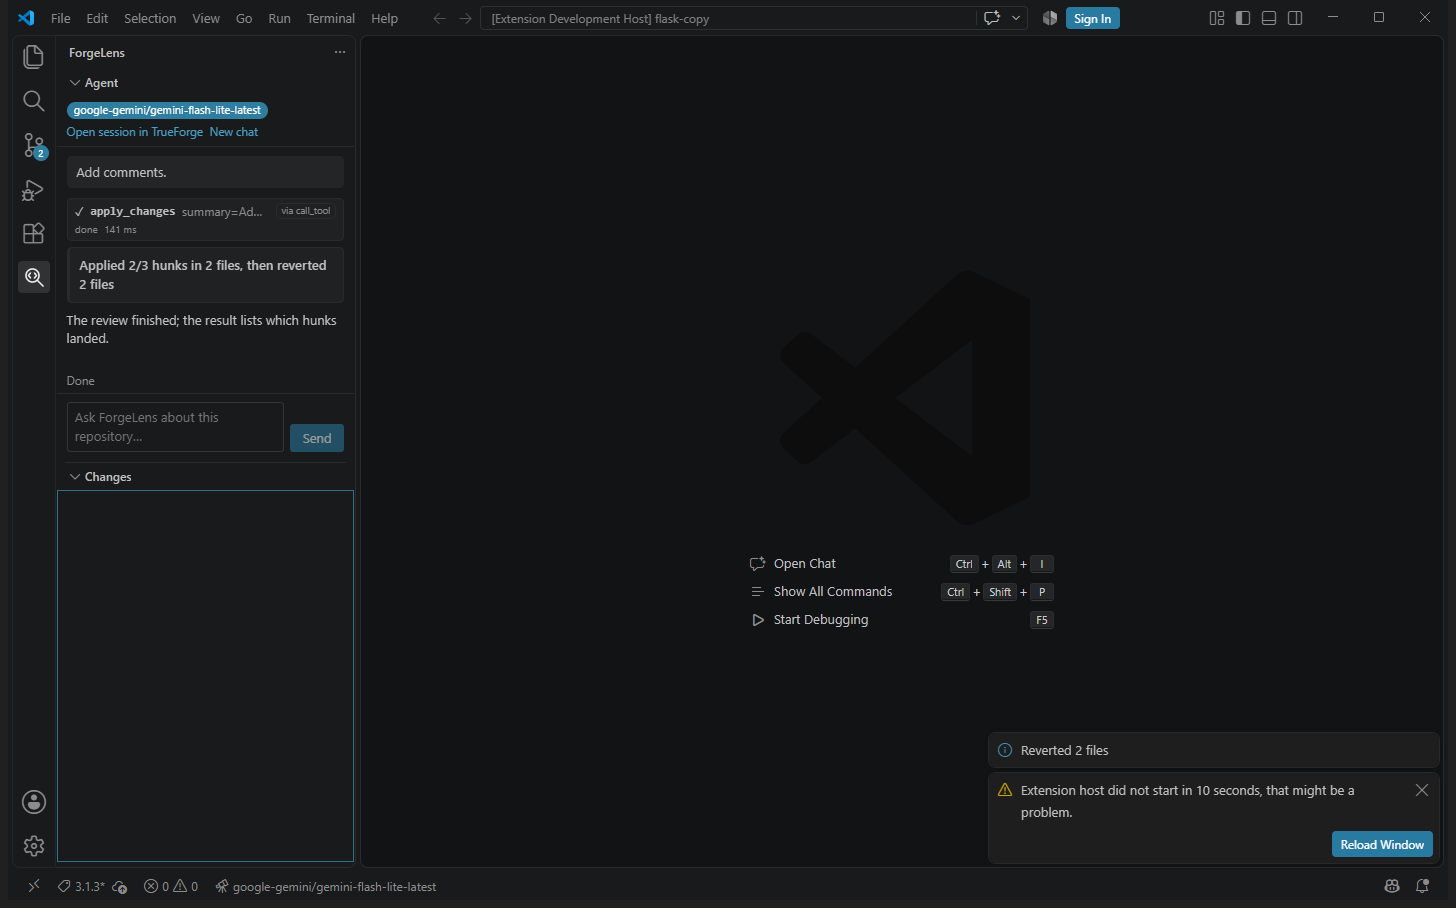 File Edit Selection View Go Run Terminal Help
[Extension Development Host] flask-copy
Sign In
ForgeLens
Agent
google-gemini/gemini-flash-lite-latest
Open session in TrueForge New chat
2
Add comments.
apply_changes summary=Ad... via call_tool
done 141 ms
Applied 2/3 hunks in 2 files, then reverted
2 files
The review finished; the result lists which hunks
landed.
Done
Ask ForgeLens about this
repository...
Send
Changes
Open Chat Ctrl + Alt + I
Show All Commands Ctrl + Shift + P
Start Debugging F5
Reverted 2 files
Extension host did not start in 10 seconds, that might be a
problem.
Reload Window
3.1.3* 0 0 google-gemini/gemini-flash-lite-latest